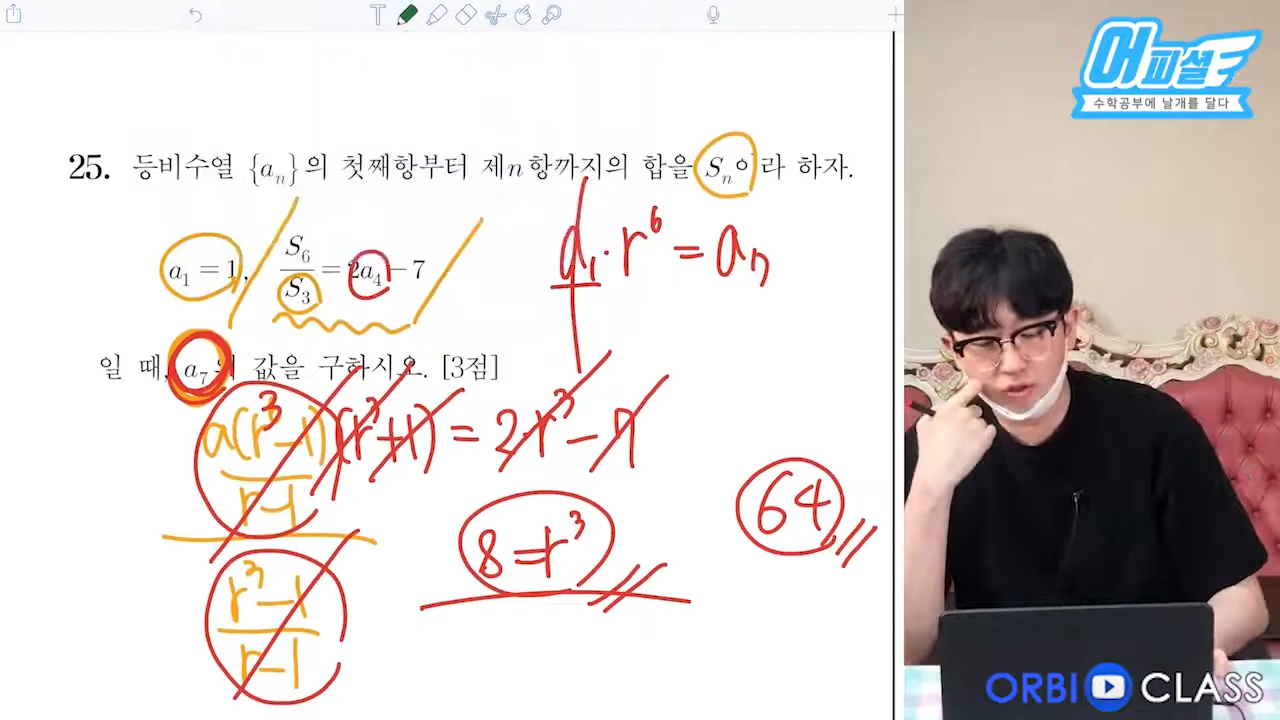 어피셜
수학공부에 날개를 달다
25. 등비수열 {aₙ}의 첫째항부터 제n항까지의 합을 Sₙ이라 하자.
a₁ = 1, S₆/S₃ = 2a₄ − 7
a₁·r⁶ = a₇
일 때, a₇의 값을 구하시오. [3점]
a(r³−1)(r³+1) = 2·r³ − 7
r−1
8 = r³
64
r³−1
r−1
ORBI CLASS